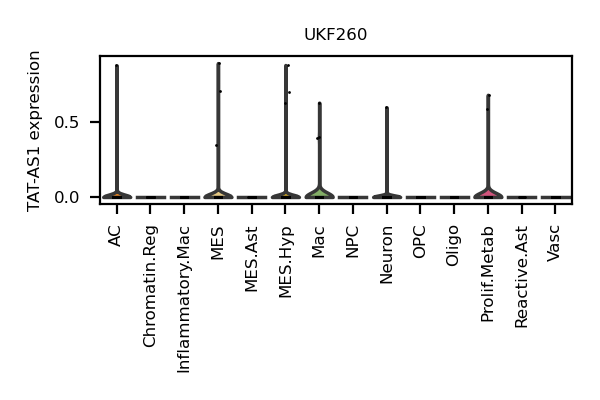 UKF260
TAT-AS1 expression
0.5
0.0
AC
Chromatin.Reg
Inflammatory.Mac
MES
MES.Ast
MES.Hyp
Mac
NPC
Neuron
OPC
Oligo
Prolif.Metab
Reactive.Ast
Vasc